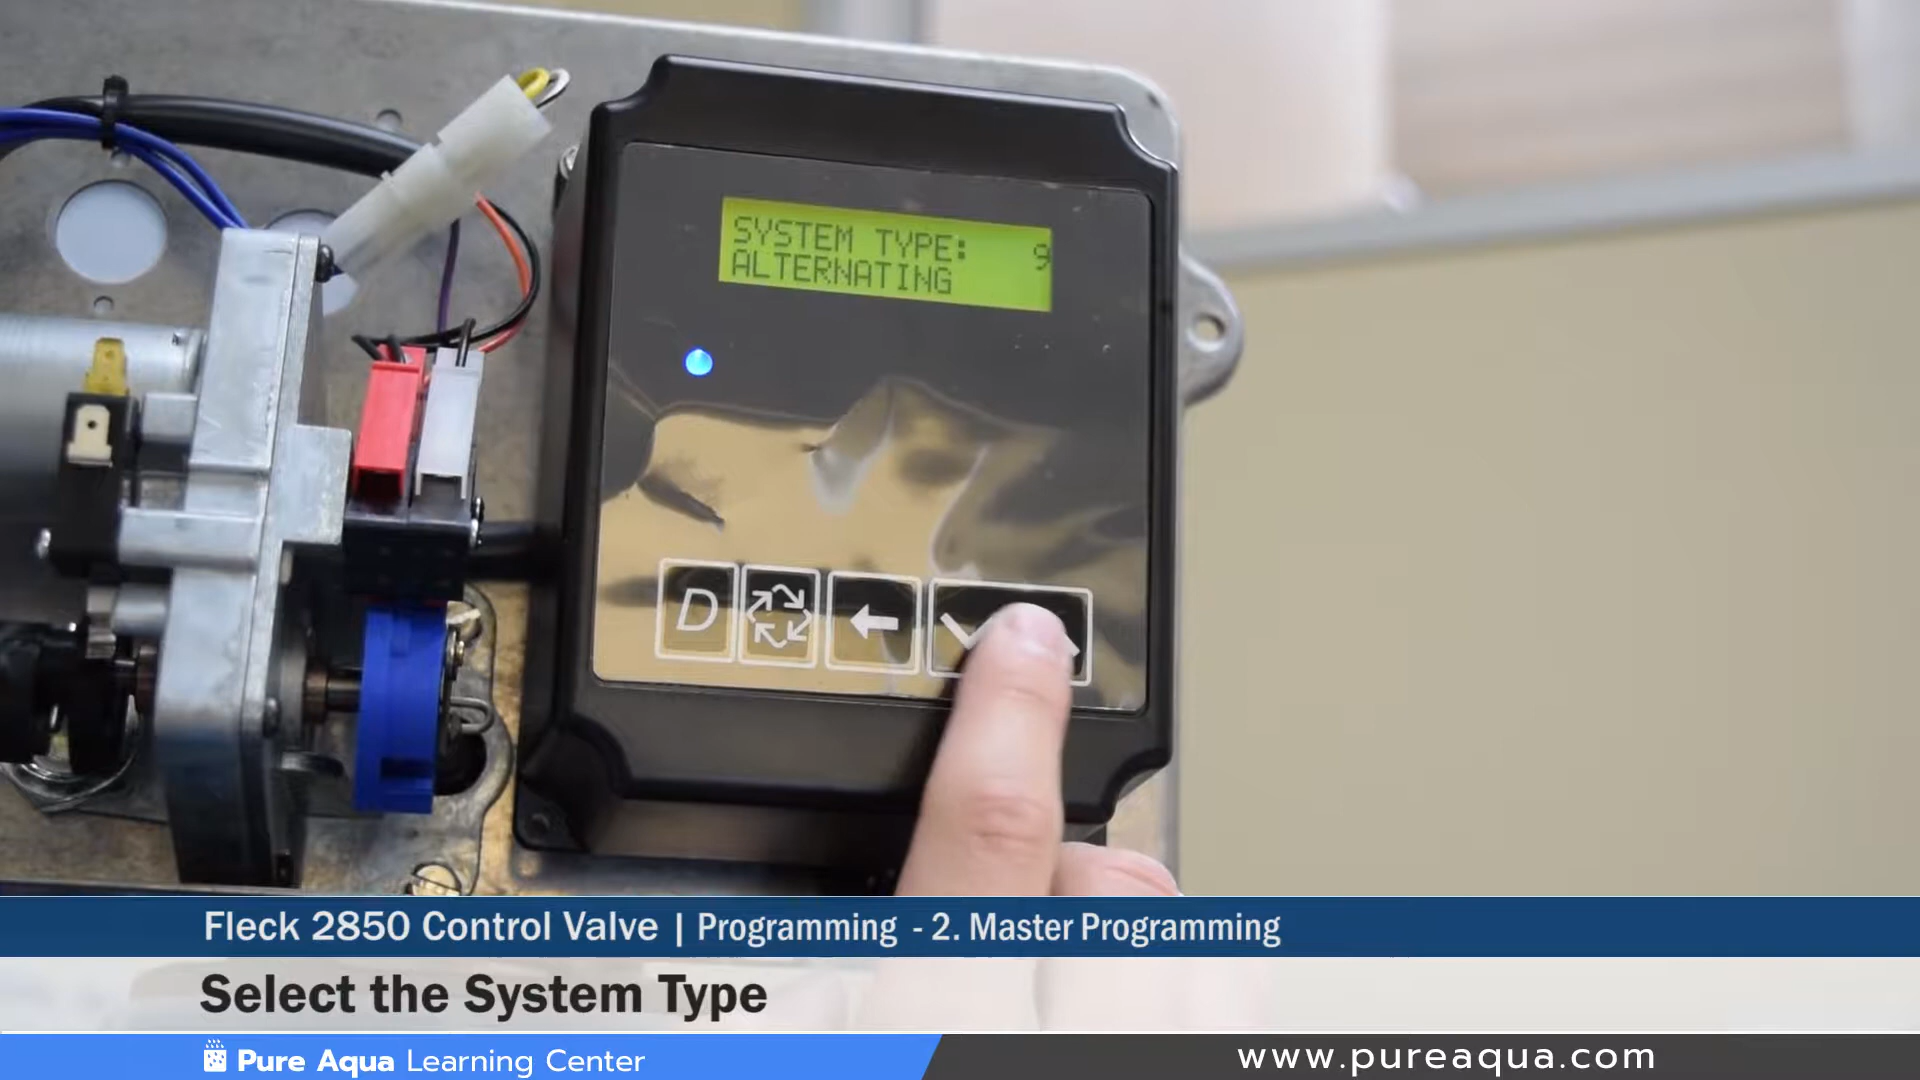 SYSTEM TYPE: 9
ALTERNATING
D
Fleck 2850 Control Valve | Programming - 2. Master Programming
Select the System Type
Pure Aqua Learning Center
www.pureaqua.com